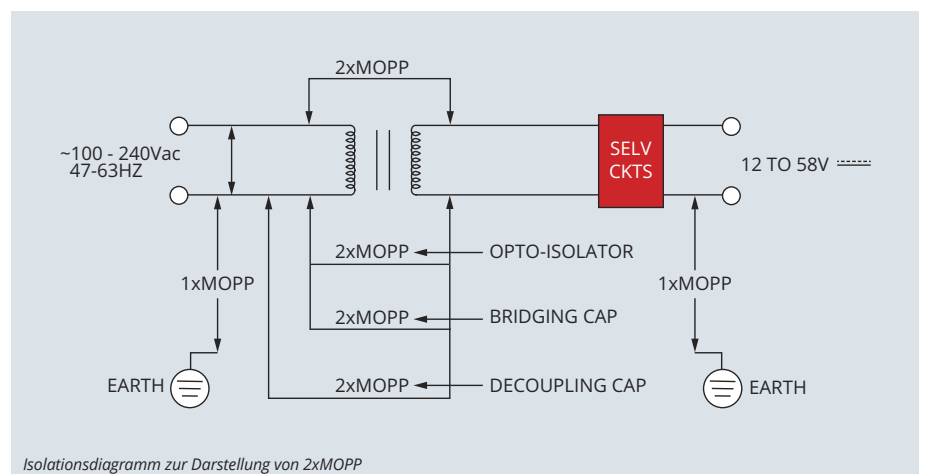 2xMOPP
~100 - 240Vac
47-63HZ
SELV
CKTS
12 TO 58V
2xMOPP
OPTO-ISOLATOR
1xMOPP
1xMOPP
2xMOPP
BRIDGING CAP
EARTH
2xMOPP
DECOUPLING CAP
EARTH
Isolationsdiagramm zur Darstellung von 2xMOPP